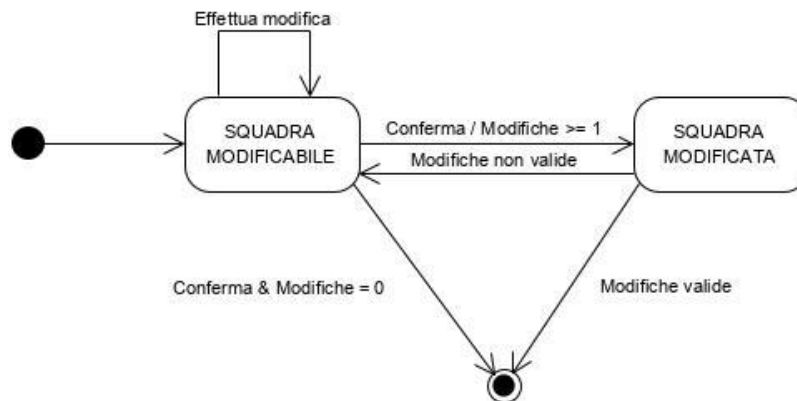 Effettua modifica
SQUADRA
MODIFICABILE
Conferma / Modifiche >= 1
Modifiche non valide
SQUADRA
MODIFICATA
Conferma & Modifiche = 0
Modifiche valide